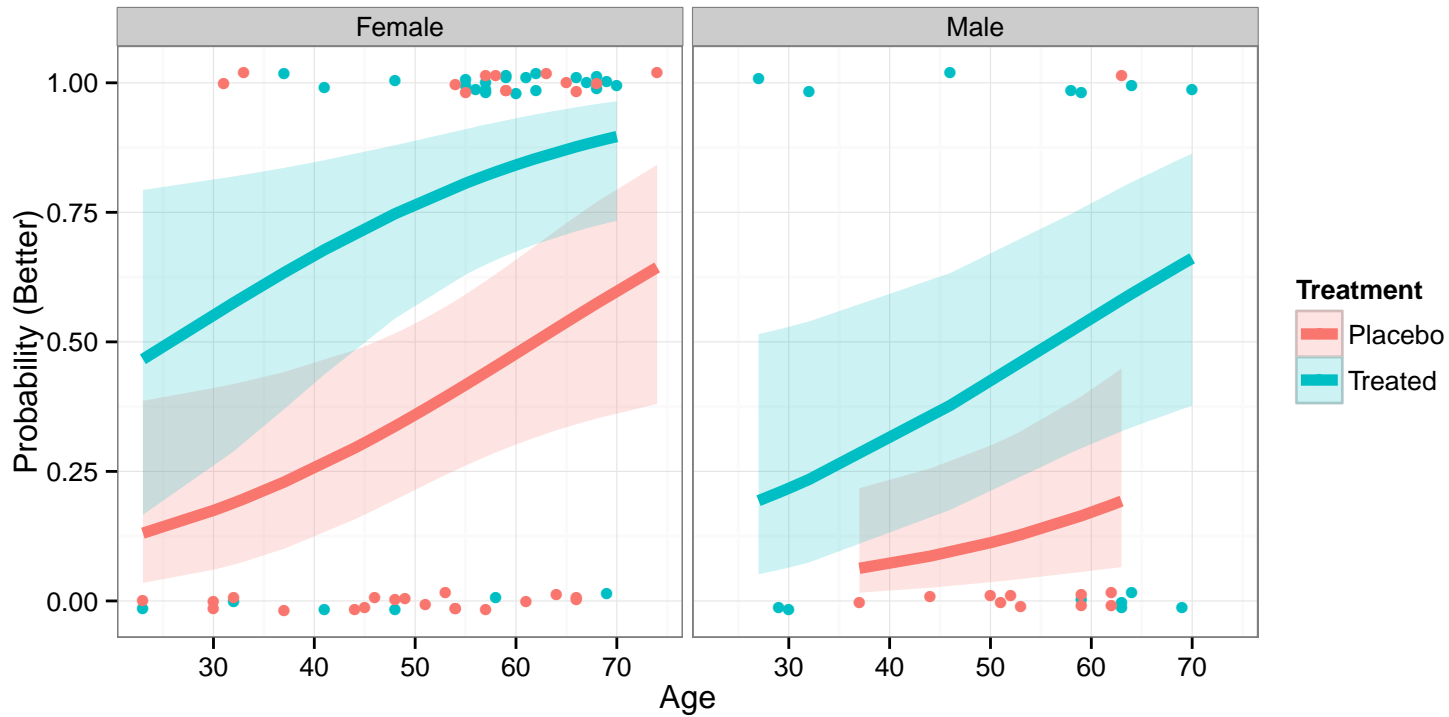 Female
Male
Probability (Better)
1.00
0.75
0.50
0.25
0.00
30 40 50 60 70
30 40 50 60 70
Age
Treatment
Placebo
Treated